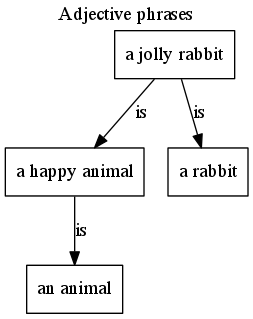 Adjective phrases
a jolly rabbit
is
is
a happy animal
a rabbit
is
an animal